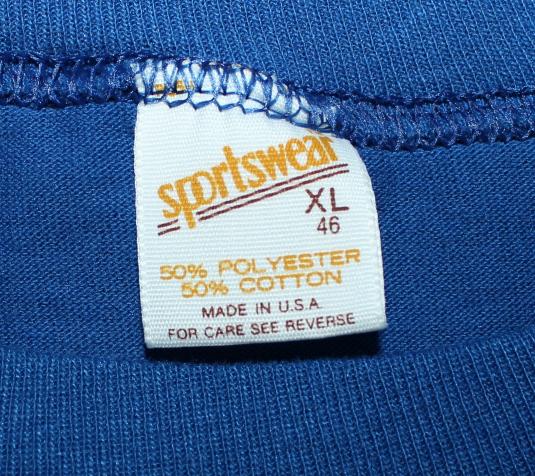 sportswear
XL
46
50% POLYESTER
50% COTTON
MADE IN U.S.A
FOR CARE SEE REVERSE